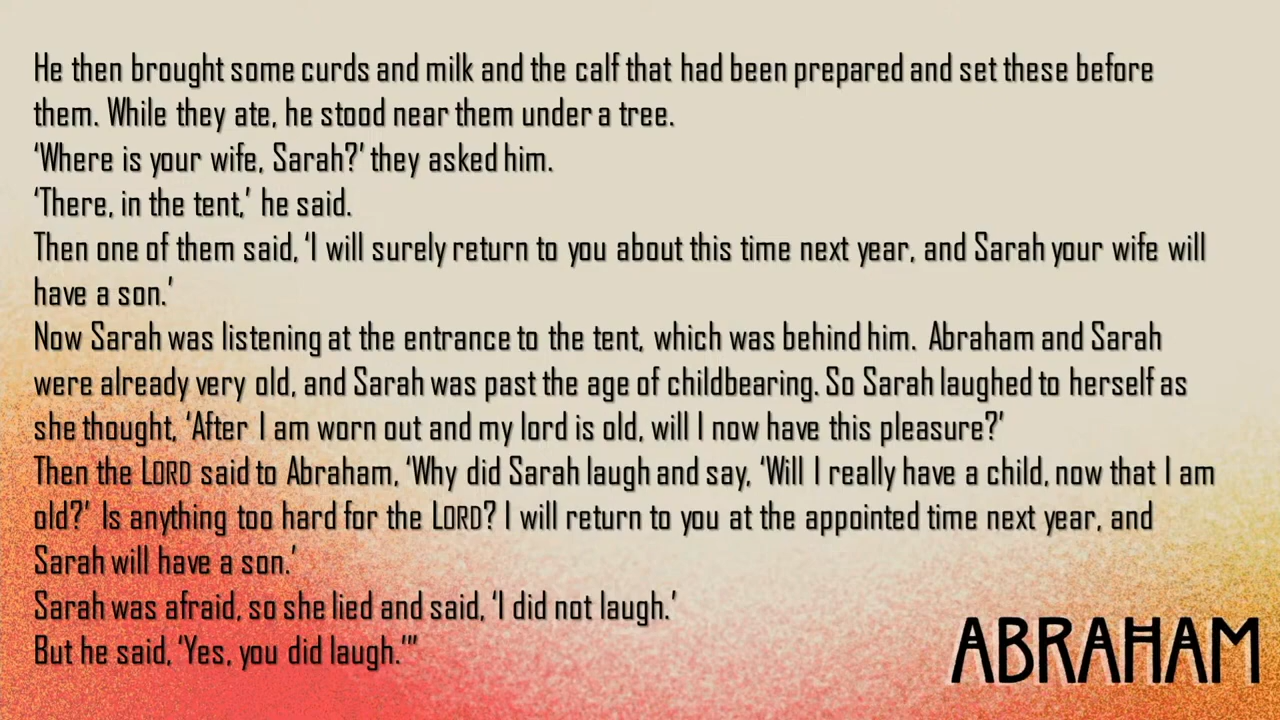 He then brought some curds and milk and the calf that had been prepared and set these before
them. While they ate, he stood near them under a tree.
‘Where is your wife, Sarah?’ they asked him.
‘There, in the tent,’ he said.
Then one of them said, ‘I will surely return to you about this time next year, and Sarah your wife will
have a son.’
Now Sarah was listening at the entrance to the tent, which was behind him. Abraham and Sarah
were already very old, and Sarah was past the age of childbearing. So Sarah laughed to herself as
she thought, ‘After I am worn out and my lord is old, will I now have this pleasure?’
Then the LORD said to Abraham, ‘Why did Sarah laugh and say, ‘Will I really have a child, now that I am
old?’ Is anything too hard for the LORD? I will return to you at the appointed time next year, and
Sarah will have a son.’
Sarah was afraid, so she lied and said, ‘I did not laugh.’
But he said, ‘Yes, you did laugh.’”
ABRAHAM